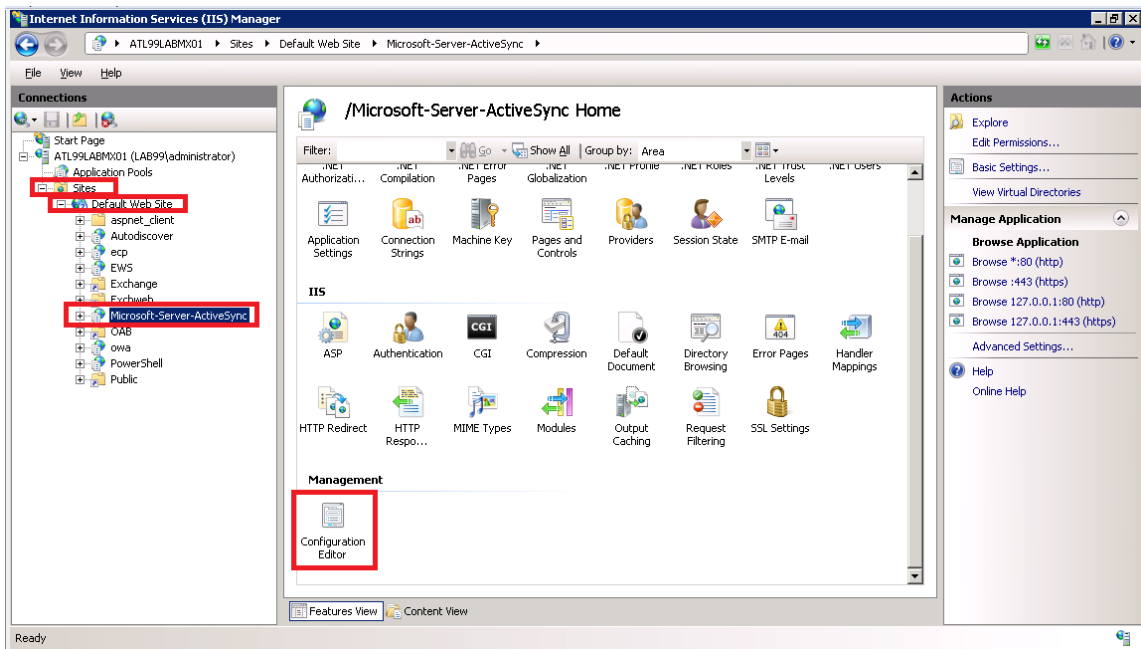 Internet Information Services (IIS) Manager
ATL99LABMX01 Sites Default Web Site Microsoft-Server-ActiveSync
File View Help
Connections
Start Page
ATL99LABMX01 (LAB99\administrator)
Application Pools
Sites
Default Web Site
aspnet_client
Autodiscover
ecp
EWS
Exchange
Exchweb
Microsoft-Server-ActiveSync
OAB
owa
PowerShell
Public
/Microsoft-Server-ActiveSync Home
Filter: Go Show All Group by: Area
.NET Authorizati...
.NET Compilation
.NET Error Pages
.NET Globalization
.NET Profile
.NET Roles
.NET Trust Levels
.NET Users
Application Settings
Connection Strings
Machine Key
Pages and Controls
Providers
Session State
SMTP E-mail
IIS
ASP
Authentication
CGI
CGI
Compression
Default Document
Directory Browsing
404
Error Pages
Handler Mappings
HTTP Redirect
HTTP Respo...
MIME Types
Modules
Output Caching
Request Filtering
SSL Settings
Management
Configuration Editor
Features View Content View
Actions
Explore
Edit Permissions...
Basic Settings...
View Virtual Directories
Manage Application
Browse Application
Browse *:80 (http)
Browse :443 (https)
Browse 127.0.0.1:80 (http)
Browse 127.0.0.1:443 (https)
Advanced Settings...
Help
Online Help
Ready